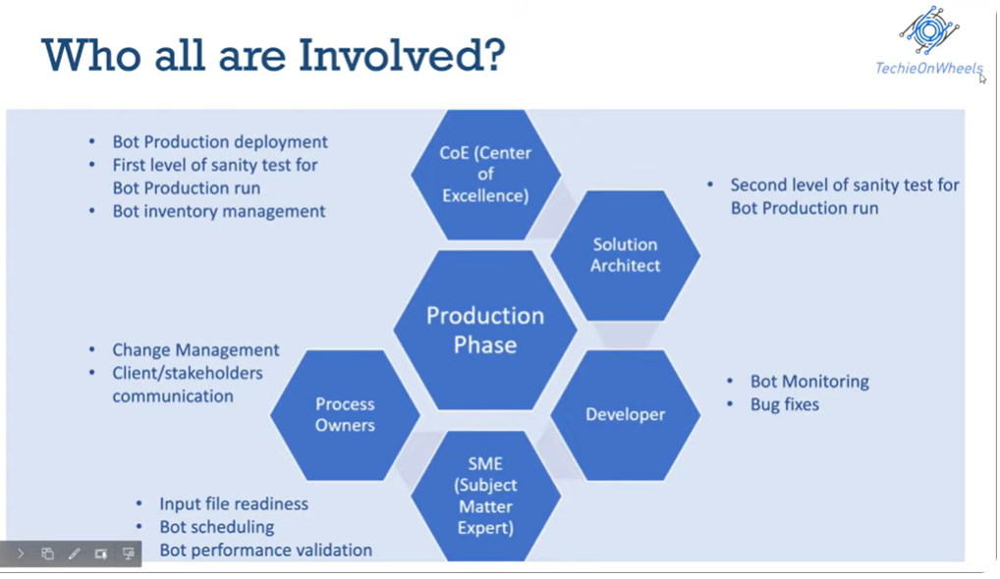 Who all are Involved?
TechieOnWheels
• Bot Production deployment
• First level of sanity test for
Bot Production run
• Bot inventory management
CoE (Center
of
Excellence)
• Second level of sanity test for
Bot Production run
Solution
Architect
Production
Phase
• Change Management
• Client/stakeholders
communication
Process
Owners
Developer
• Bot Monitoring
• Bug fixes
SME
(Subject
Matter
Expert)
• Input file readiness
• Bot scheduling
Bot performance validation